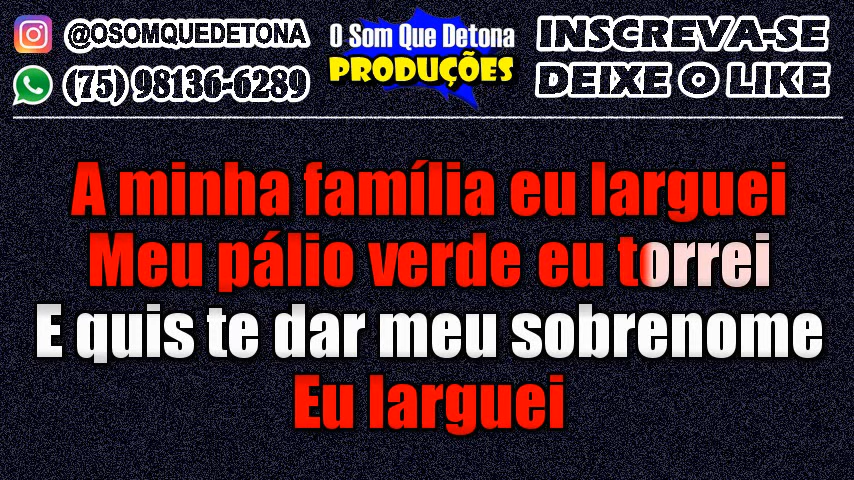 @OSOMQUEDETONA
(75) 98136-6289
O Som Que Detona
PRODUÇÕES
INSCREVA-SE
DEIXE O LIKE
A minha família eu larguei
Meu pálio verde eu torrei
E quis te dar meu sobrenome
Eu larguei